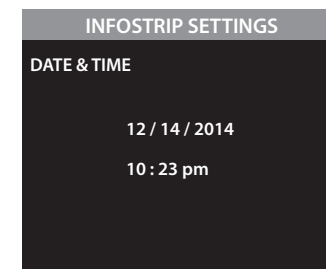 INFOSTRIP SETTINGS
DATE & TIME
12 / 14 / 2014
10 : 23 pm